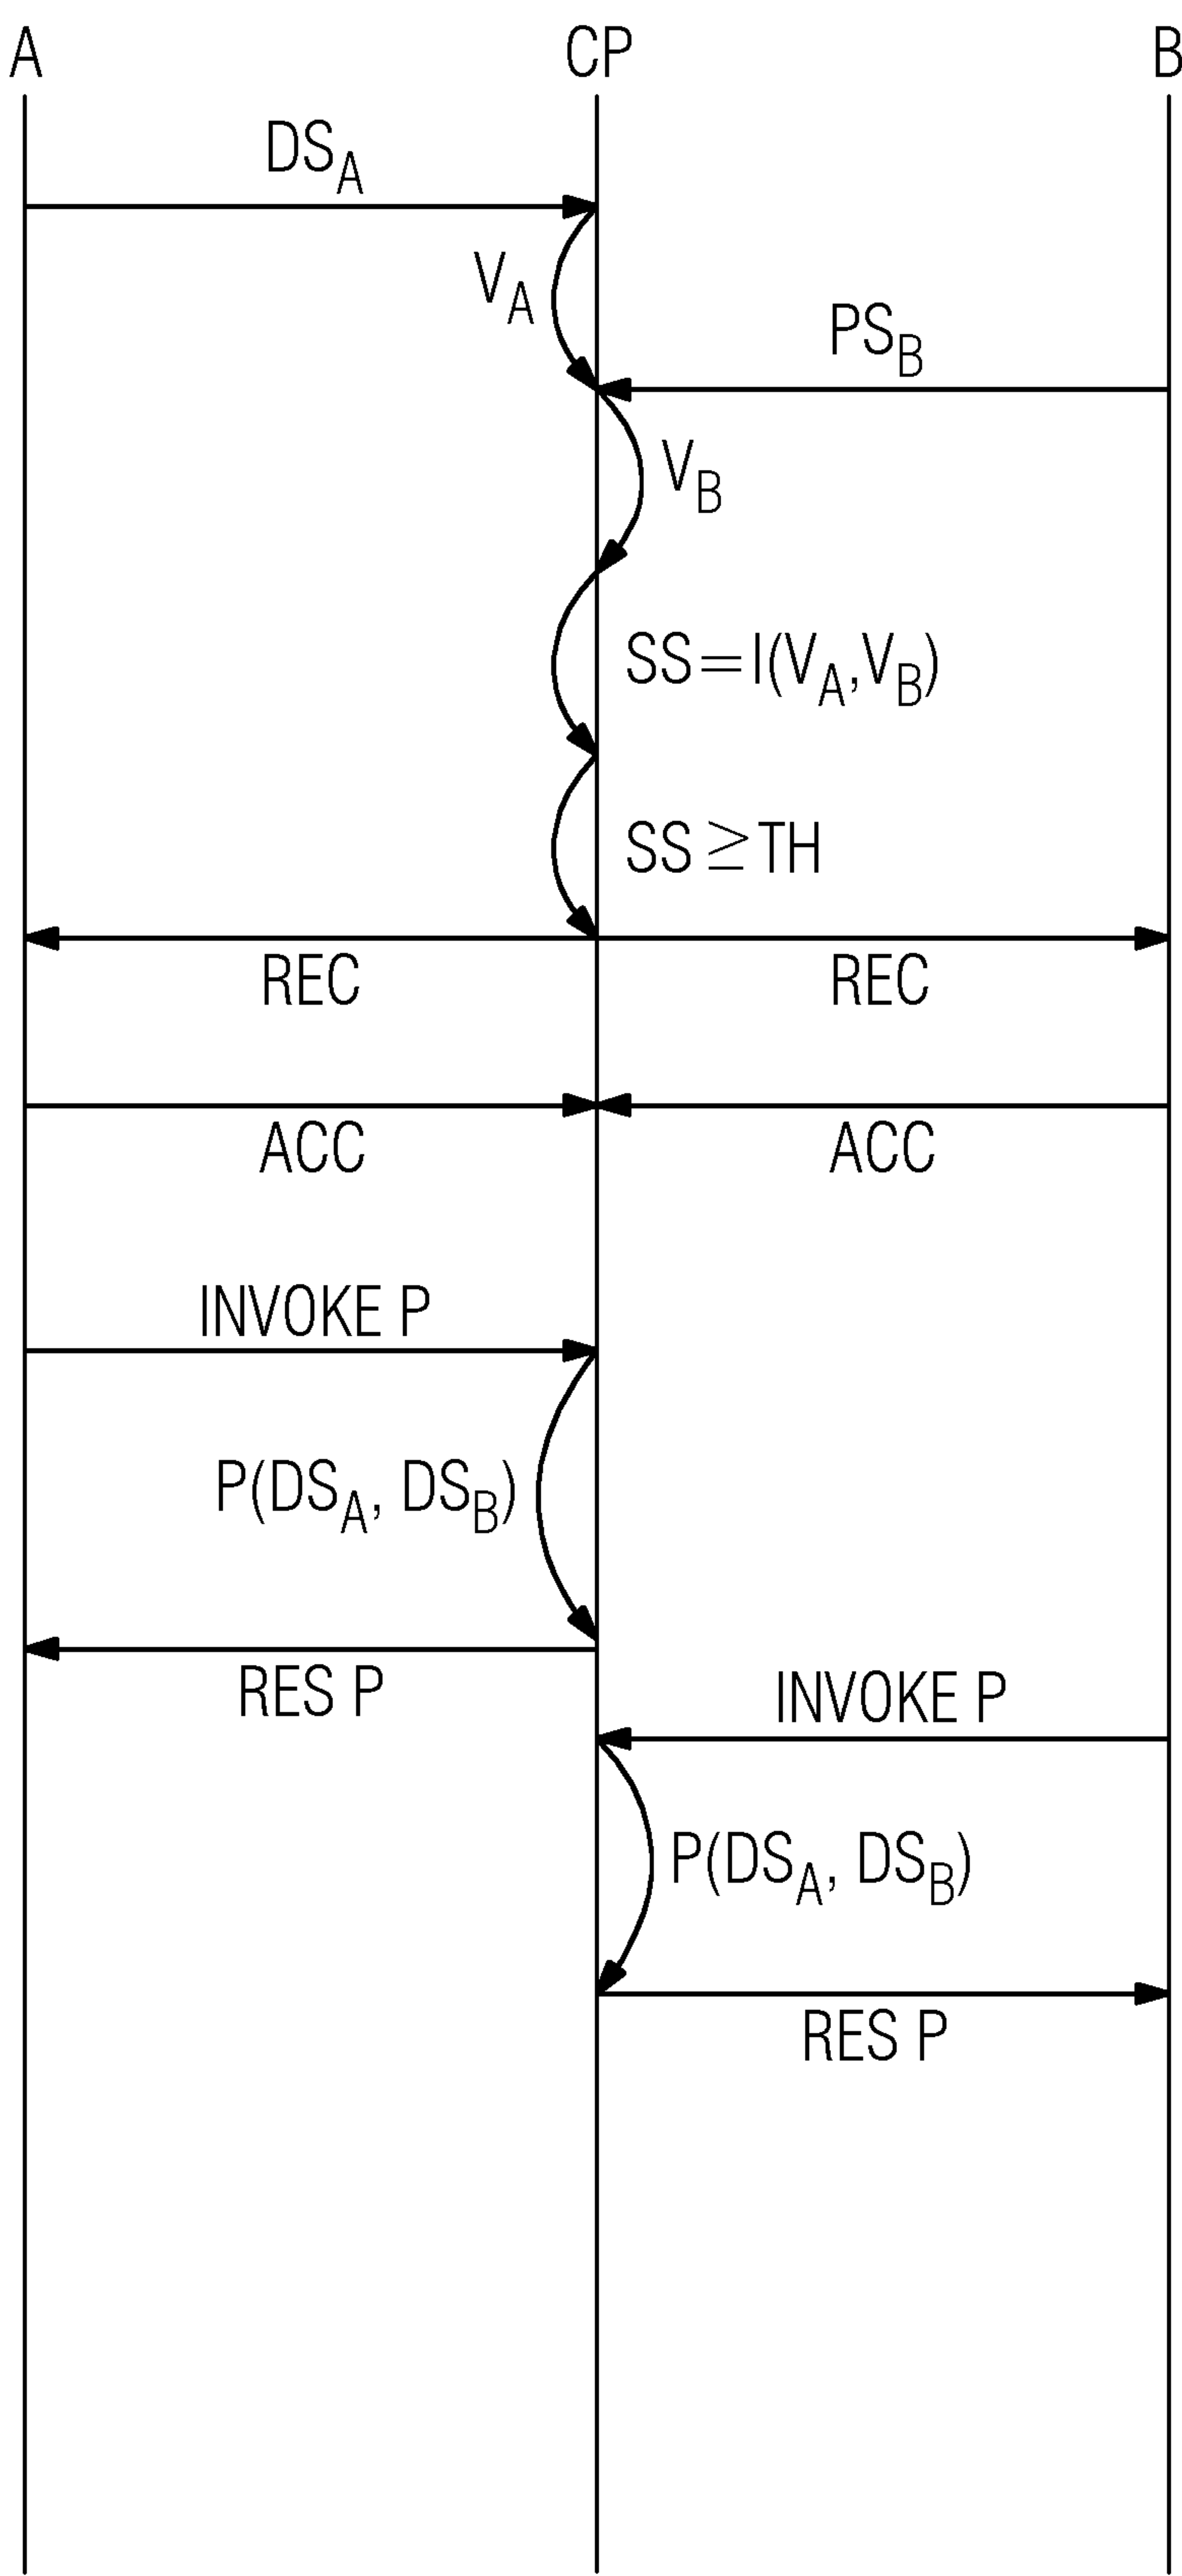 A CP B
DS_A
V_A
PS_B
V_B
SS=I(V_A,V_B)
SS≥TH
REC REC
ACC ACC
INVOKE P
P(DS_A, DS_B)
RES P
INVOKE P
P(DS_A, DS_B)
RES P